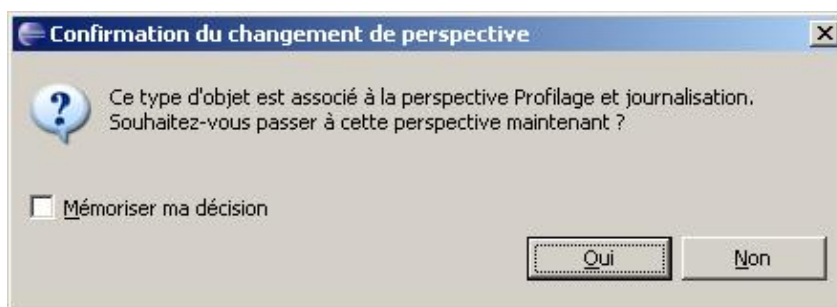 Confirmation du changement de perspective
Ce type d'objet est associé à la perspective Profilage et journalisation.
Souhaitez-vous passer à cette perspective maintenant ?
Mémoriser ma décision
Oui
Non